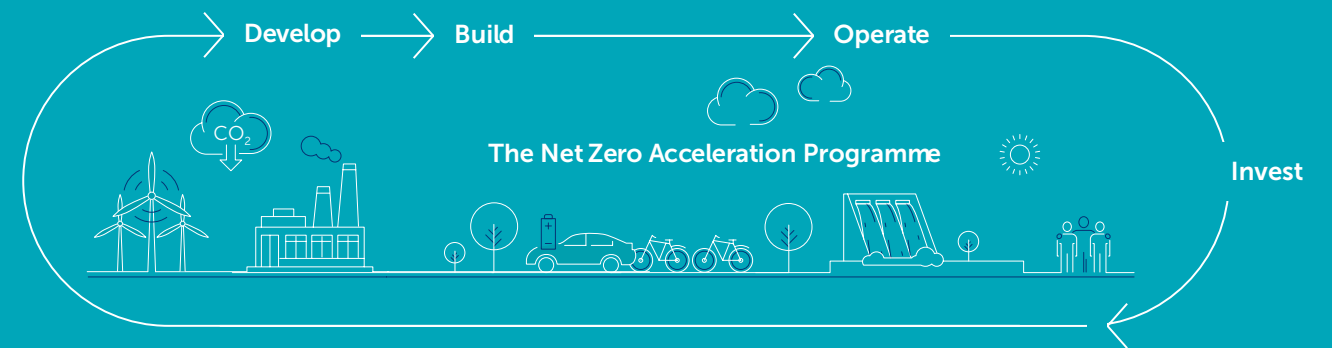 Develop
Build
Operate
CO₂
The Net Zero Acceleration Programme
Invest
+
−